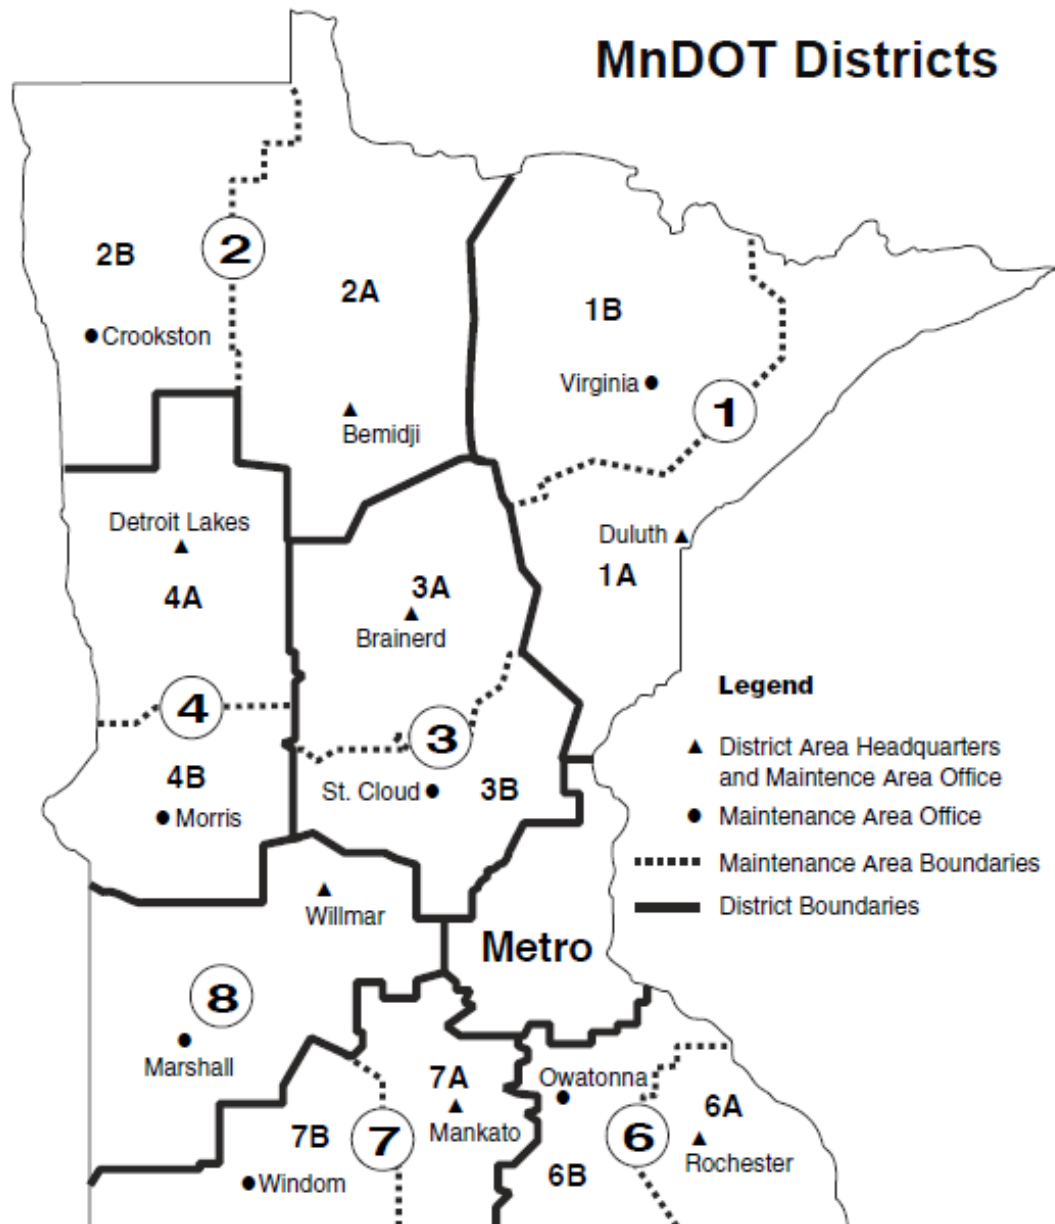 MnDOT Districts
2B
2
2A
Crookston
1B
Virginia
1
Bemidji
Detroit Lakes
Duluth
1A
4A
3A
Brainerd
4
3
4B
Morris
St. Cloud
3B
Legend
District Area Headquarters
and Maintence Area Office
Maintenance Area Office
Maintenance Area Boundaries
District Boundaries
Willmar
Metro
8
Marshall
7A
Mankato
Owatonna
6A
7B
7
6
Rochester
Windom
6B